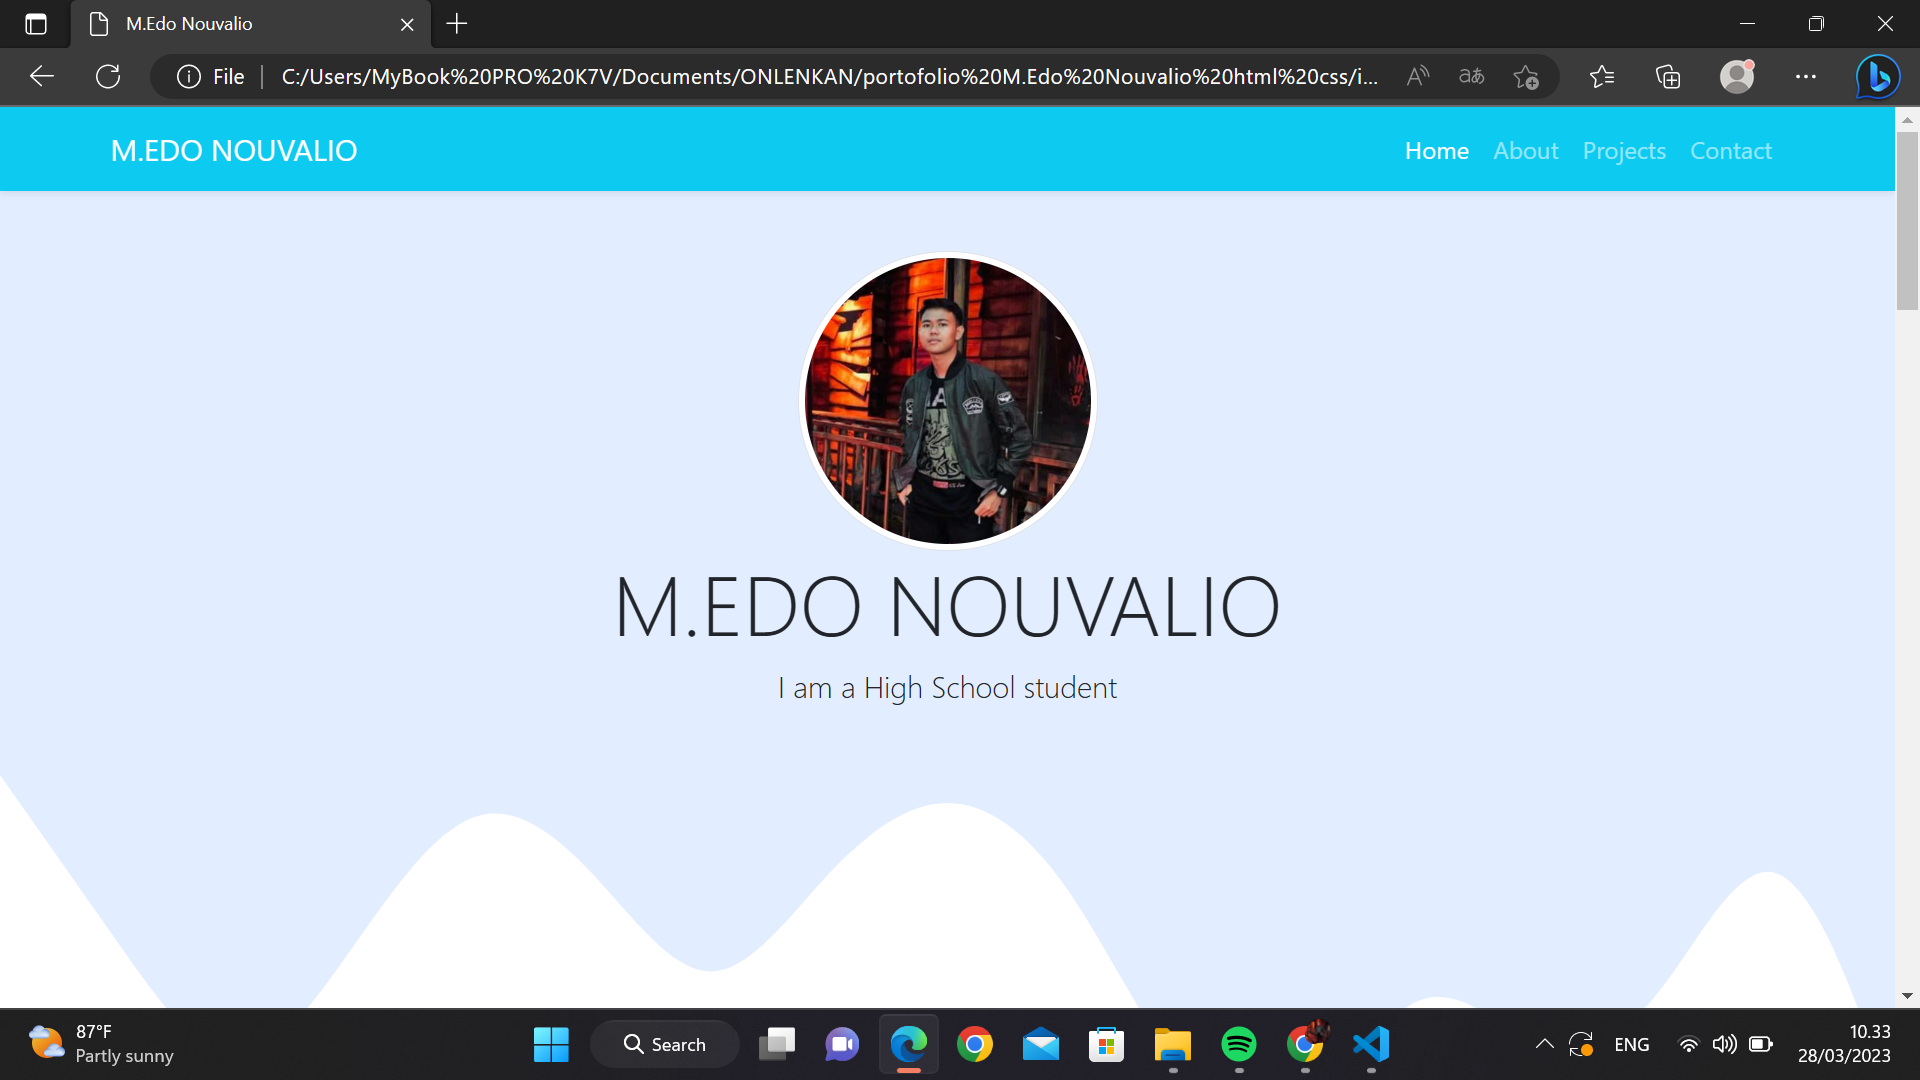 M.Edo Nouvalio
File
C:/Users/MyBook%20PRO%20K7V/Documents/ONLENKAN/portofolio%20M.Edo%20Nouvalio%20html%20css/i...
M.EDO NOUVALIO
Home About Projects Contact
M.EDO NOUVALIO
I am a High School student
87°F
Partly sunny
Search
ENG
10.33
28/03/2023